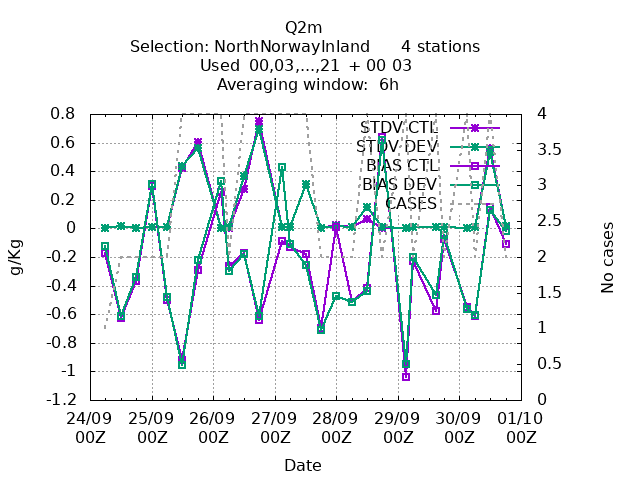 Q2m
Selection: NorthNorwayInland 4 stations
Used 00,03,...,21 + 00 03
Averaging window: 6h
STDV CTL
STDV DEV
BIAS CTL
BIAS DEV
CASES
0.8
0.6
0.4
0.2
0
-0.2
-0.4
-0.6
-0.8
-1
-1.2
g/Kg
4
3.5
3
2.5
2
1.5
1
0.5
0
No cases
24/09 25/09 26/09 27/09 28/09 29/09 30/09 01/10
00Z 00Z 00Z 00Z 00Z 00Z 00Z 00Z
Date